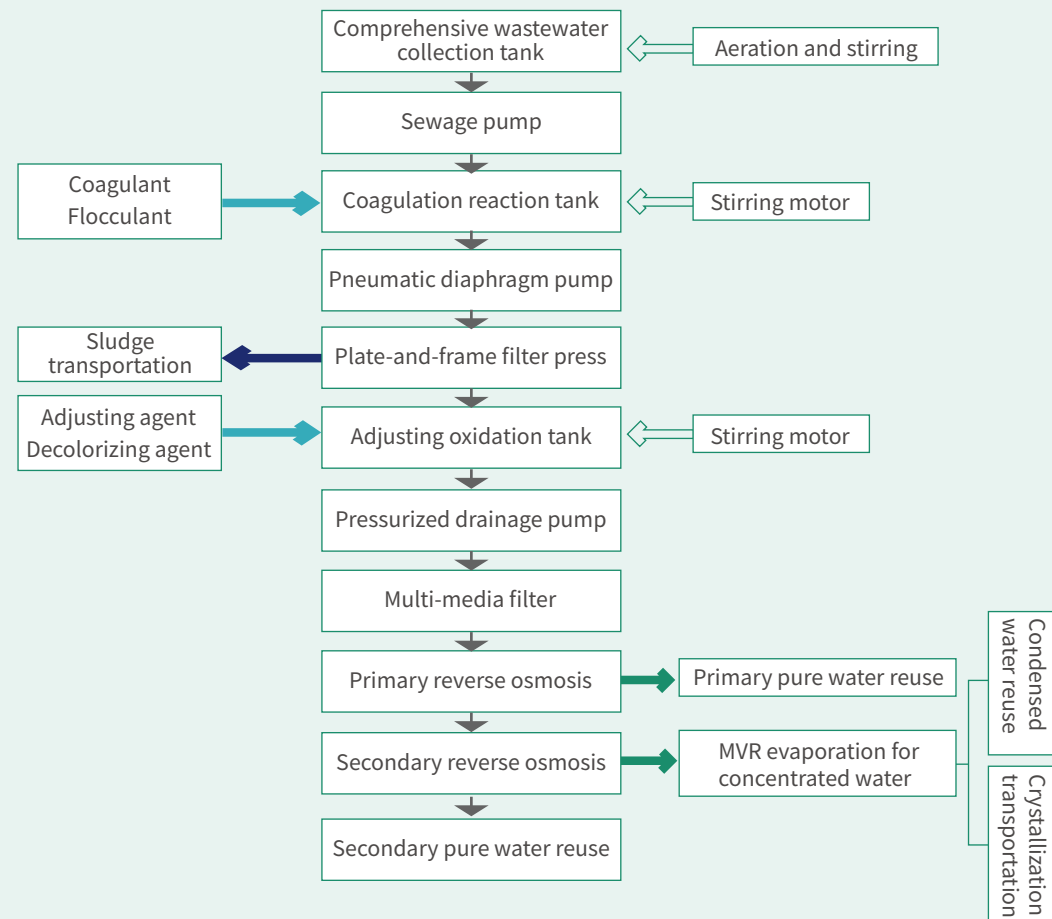 Comprehensive wastewater
collection tank
Aeration and stirring
Sewage pump
Coagulant
Flocculant
Coagulation reaction tank
Stirring motor
Pneumatic diaphragm pump
Sludge
transportation
Plate-and-frame filter press
Adjusting agent
Decolorizing agent
Adjusting oxidation tank
Stirring motor
Pressurized drainage pump
Multi-media filter
Primary reverse osmosis
Primary pure water reuse
Condensed
water reuse
Secondary reverse osmosis
MVR evaporation for
concentrated water
Crystallization
transportation
Secondary pure water reuse